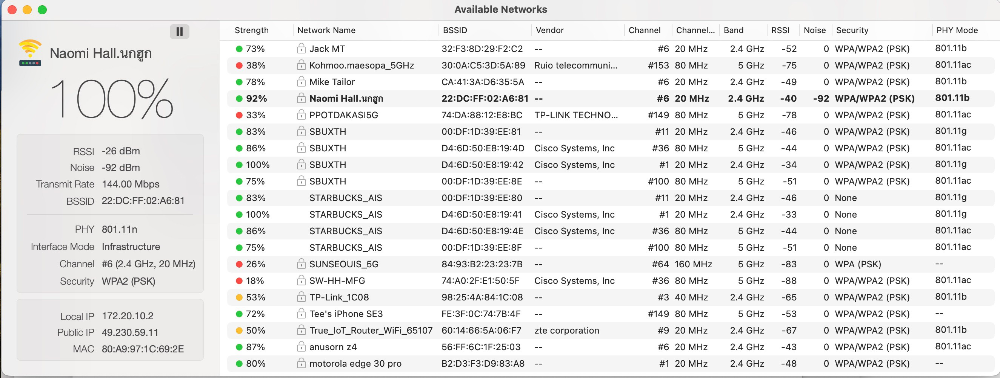 Available Networks
Naomi Hall.นกฮูก
100%
RSSI -26 dBm
Noise -92 dBm
Transmit Rate 144.00 Mbps
BSSID 22:DC:FF:02:A6:81
PHY 801.11n
Interface Mode Infrastructure
Channel #6 (2.4 GHz, 20 MHz)
Security WPA2 (PSK)
Local IP 172.20.10.2
Public IP 49.230.59.11
MAC 80:A9:97:1C:69:2E
Strength Network Name BSSID Vendor Channel Channel... Band RSSI Noise Security PHY Mode
73% Jack MT 32:F3:8D:29:F2:C2 -- #6 20 MHz 2.4 GHz -52 0 WPA/WPA2 (PSK) 801.11b
38% Kohmoo.maesopa_5GHz 30:0A:C5:3D:5A:89 Ruio telecommuni... #153 80 MHz 5 GHz -75 0 WPA/WPA2 (PSK) 801.11ac
78% Mike Tailor CA:41:3A:D6:35:5A -- #6 20 MHz 2.4 GHz -49 0 WPA/WPA2 (PSK) 801.11b
92% Naomi Hall.นกฮูก 22:DC:FF:02:A6:81 -- #6 20 MHz 2.4 GHz -40 -92 WPA/WPA2 (PSK) 801.11b
33% PPOTDAKASI5G 74:DA:88:12:E8:BC TP-LINK TECHNO... #149 80 MHz 5 GHz -78 0 WPA/WPA2 (PSK) 801.11ac
83% SBUXTH 00:DF:1D:39:EE:81 -- #11 20 MHz 2.4 GHz -46 0 WPA/WPA2 (PSK) 801.11g
86% SBUXTH D4:6D:50:E8:19:4D Cisco Systems, Inc #36 80 MHz 5 GHz -44 0 WPA/WPA2 (PSK) 801.11ac
100% SBUXTH D4:6D:50:E8:19:42 Cisco Systems, Inc #1 20 MHz 2.4 GHz -34 0 WPA/WPA2 (PSK) 801.11g
75% SBUXTH 00:DF:1D:39:EE:8E -- #100 80 MHz 5 GHz -51 0 WPA/WPA2 (PSK) 801.11ac
83% STARBUCKS_AIS 00:DF:1D:39:EE:80 -- #11 20 MHz 2.4 GHz -46 0 None 801.11g
100% STARBUCKS_AIS D4:6D:50:E8:19:41 Cisco Systems, Inc #1 20 MHz 2.4 GHz -33 0 None 801.11g
86% STARBUCKS_AIS D4:6D:50:E8:19:4E Cisco Systems, Inc #36 80 MHz 5 GHz -44 0 None 801.11ac
75% STARBUCKS_AIS 00:DF:1D:39:EE:8F -- #100 80 MHz 5 GHz -51 0 None 801.11ac
26% SUNSEOUIS_5G 84:93:B2:23:23:7B -- #64 160 MHz 5 GHz -83 0 WPA (PSK) --
18% SW-HH-MFG 74:A0:2F:E1:50:5F Cisco Systems, Inc #36 80 MHz 5 GHz -88 0 WPA/WPA2 (PSK) 801.11ac
53% TP-Link_1C08 98:25:4A:84:1C:08 -- #3 40 MHz 2.4 GHz -65 0 WPA/WPA2 (PSK) 801.11b
72% Tee's iPhone SE3 FE:3F:0C:74:7B:4F -- #149 80 MHz 5 GHz -53 0 WPA/WPA2 (PSK) --
50% True_IoT_Router_WiFi_65107 60:14:66:5A:06:F7 zte corporation #9 20 MHz 2.4 GHz -67 0 WPA/WPA2 (PSK) 801.11b
87% anusorn z4 56:FF:6C:1F:25:03 -- #6 20 MHz 2.4 GHz -43 0 WPA/WPA2 (PSK) 801.11ac
80% motorola edge 30 pro B2:D3:F3:D9:83:A8 -- #1 20 MHz 2.4 GHz -48 0 WPA/WPA2 (PSK) --